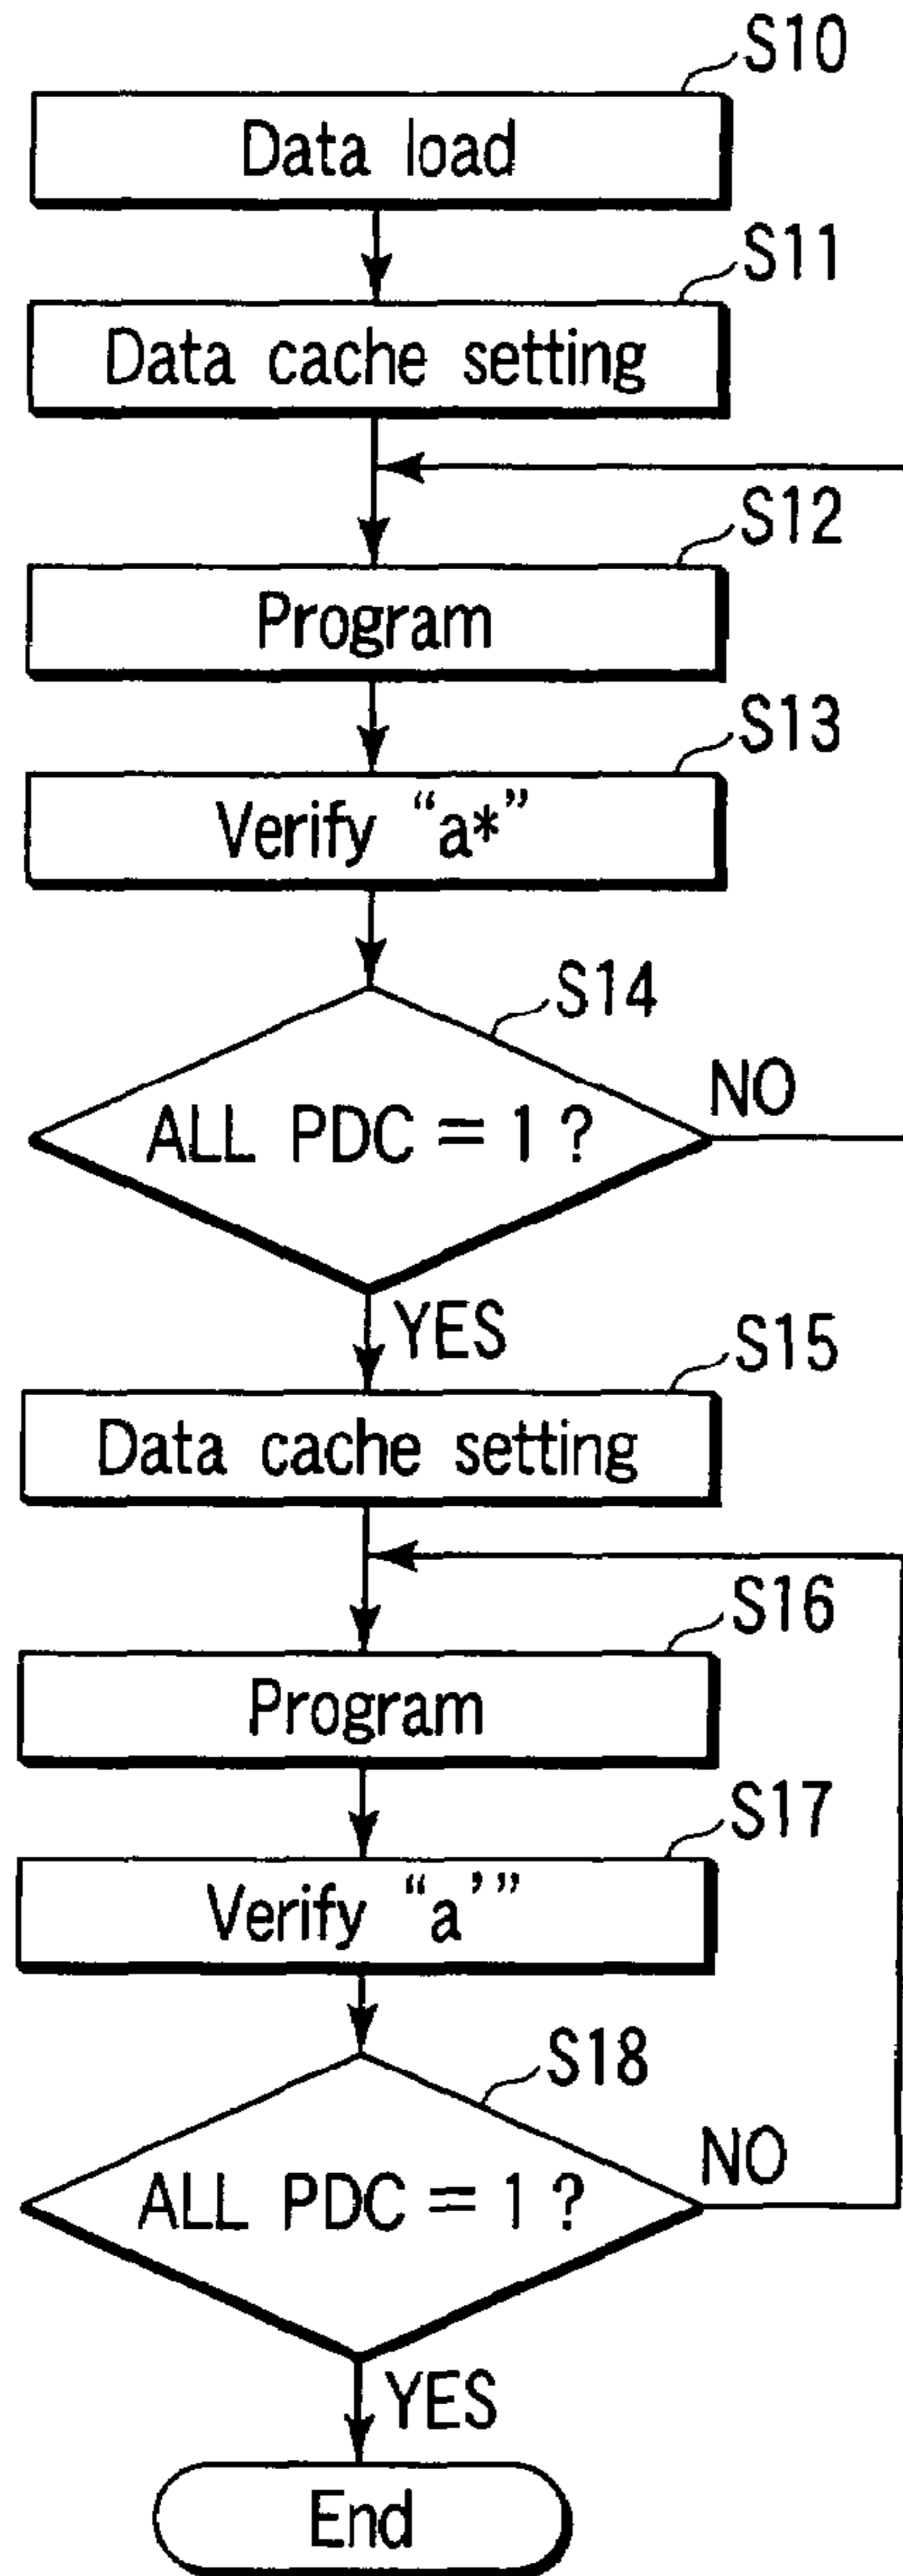 S10
Data load
S11
Data cache setting
S12
Program
S13
Verify “a*”
S14
ALL PDC = 1 ?
NO
YES
S15
Data cache setting
S16
Program
S17
Verify “a’”
S18
ALL PDC = 1 ?
NO
YES
End